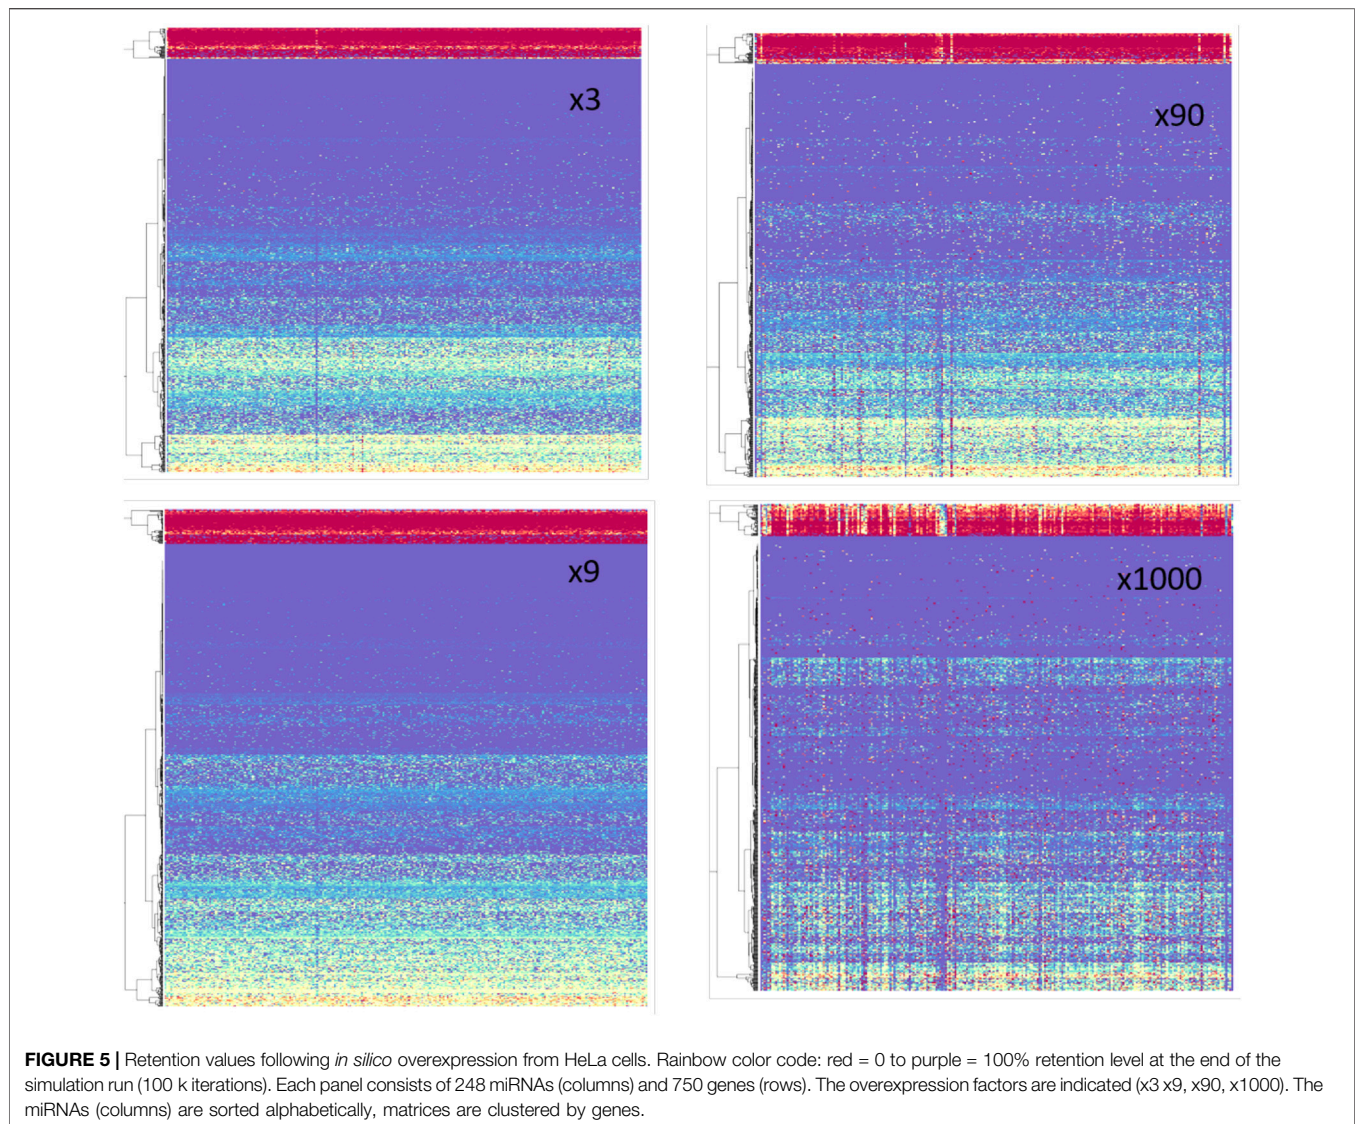 x3
x90
x9
x1000
FIGURE 5 | Retention values following in silico overexpression from HeLa cells. Rainbow color code: red = 0 to purple = 100% retention level at the end of the
simulation run (100 k iterations). Each panel consists of 248 miRNAs (columns) and 750 genes (rows). The overexpression factors are indicated (x3 x9, x90, x1000). The
miRNAs (columns) are sorted alphabetically, matrices are clustered by genes.